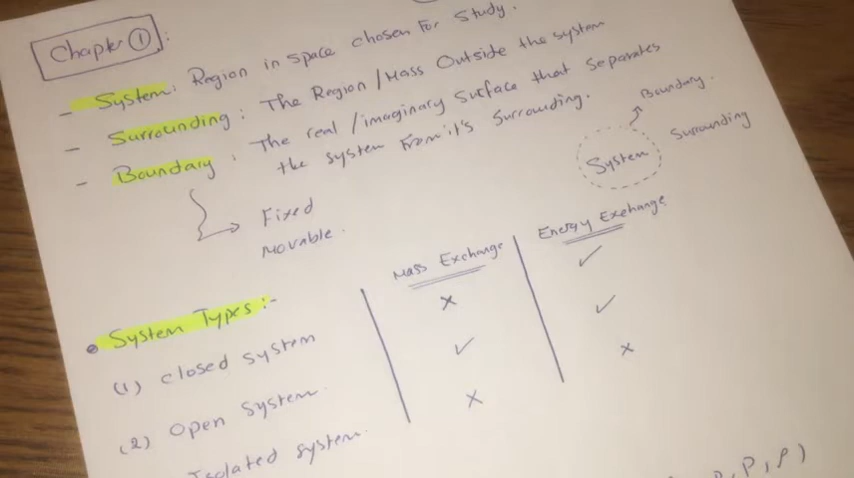 Chapter ① :
- System : Region in space chosen For study.
- Surrounding : The Region / Mass Outside the system
- Boundary : The real / imaginary Surface that separates
the system From it's surrounding.
Fixed
Movable.
Boundary.
System
Surrounding
Mass Exchange
Energy Exchange
• System Types :-
(1) closed system × ✓
(2) Open system. ✓ ✓
Isolated system. × ×
, P, ρ)